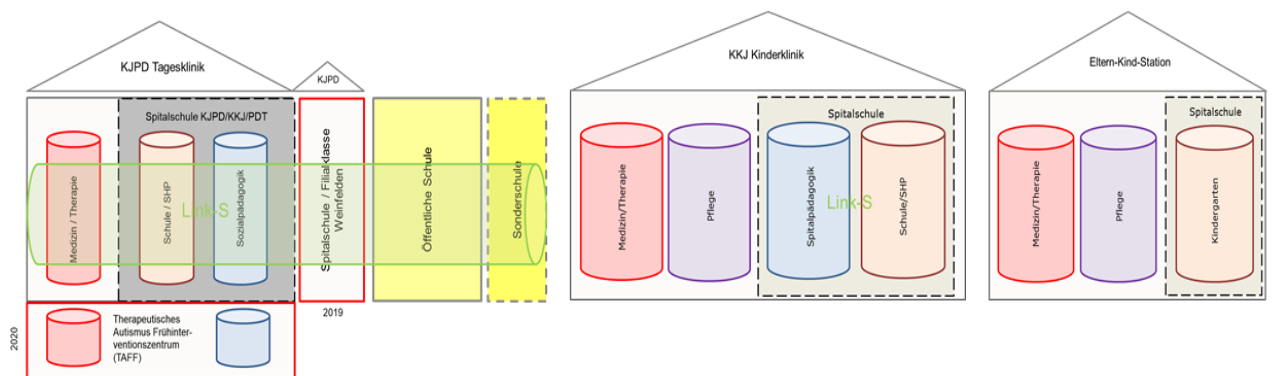 KJPD Tagesklinik
KJPD
Spitalschule KJPD/KKJ/PDT
Medizin / Therapie
Schule / SHP
Link-S
Sozialpädagogik
Spitalschule / Filialklasse
Weinfelden
Öffentliche Schule
Sonderschule
2019
2020
Therapeutisches
Autismus Frühinter-
ventionszentrum
(TAFF)
KKJ Kinderklinik
Spitalschule
Medizin/Therapie
Pflege
Spitalpädagogik
Link-S
Schule/SHP
Eltern-Kind-Station
Spitalschule
Medizin/Therapie
Pflege
Kindergarten